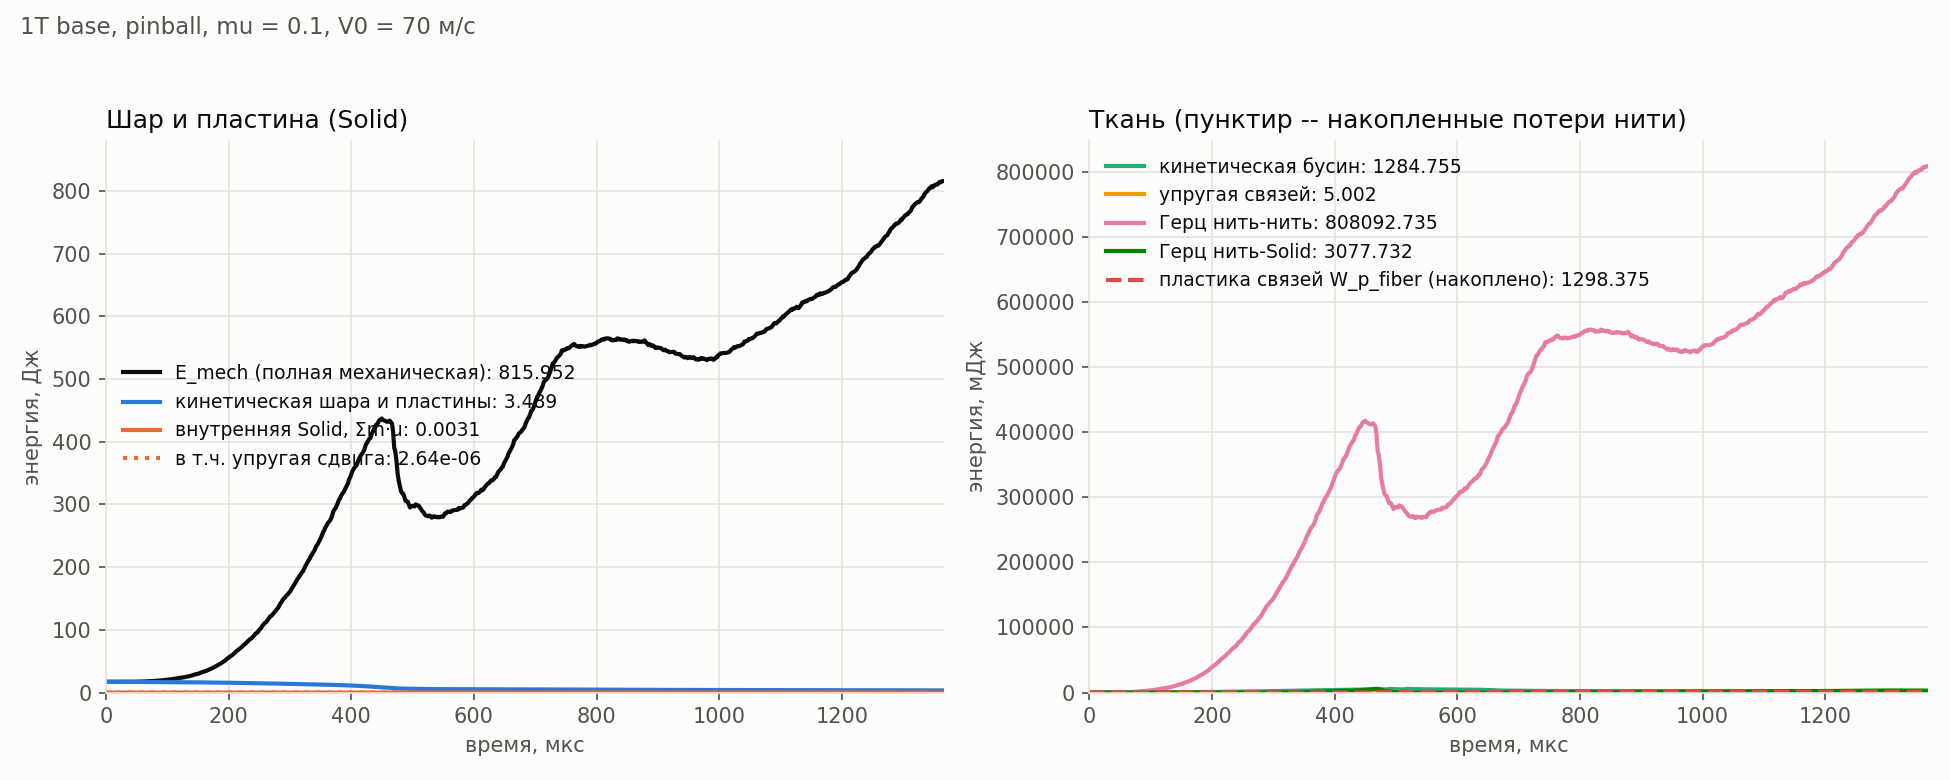 1T base, pinball, mu = 0.1, V0 = 70 м/с
Шар и пластина (Solid)
энергия, Дж
800
700
600
500
400
300
200
100
0
E_mech (полная механическая): 815.952
кинетическая шара и пластины: 3.489
внутренняя Solid, Σm·u: 0.0031
в т.ч. упругая сдвига: 2.64e-06
0 200 400 600 800 1000 1200
время, мкс
Ткань (пунктир -- накопленные потери нити)
энергия, мДж
800000
700000
600000
500000
400000
300000
200000
100000
0
кинетическая бусин: 1284.755
упругая связей: 5.002
Герц нить-нить: 808092.735
Герц нить-Solid: 3077.732
пластика связей W_p_fiber (накоплено): 1298.375
0 200 400 600 800 1000 1200
время, мкс